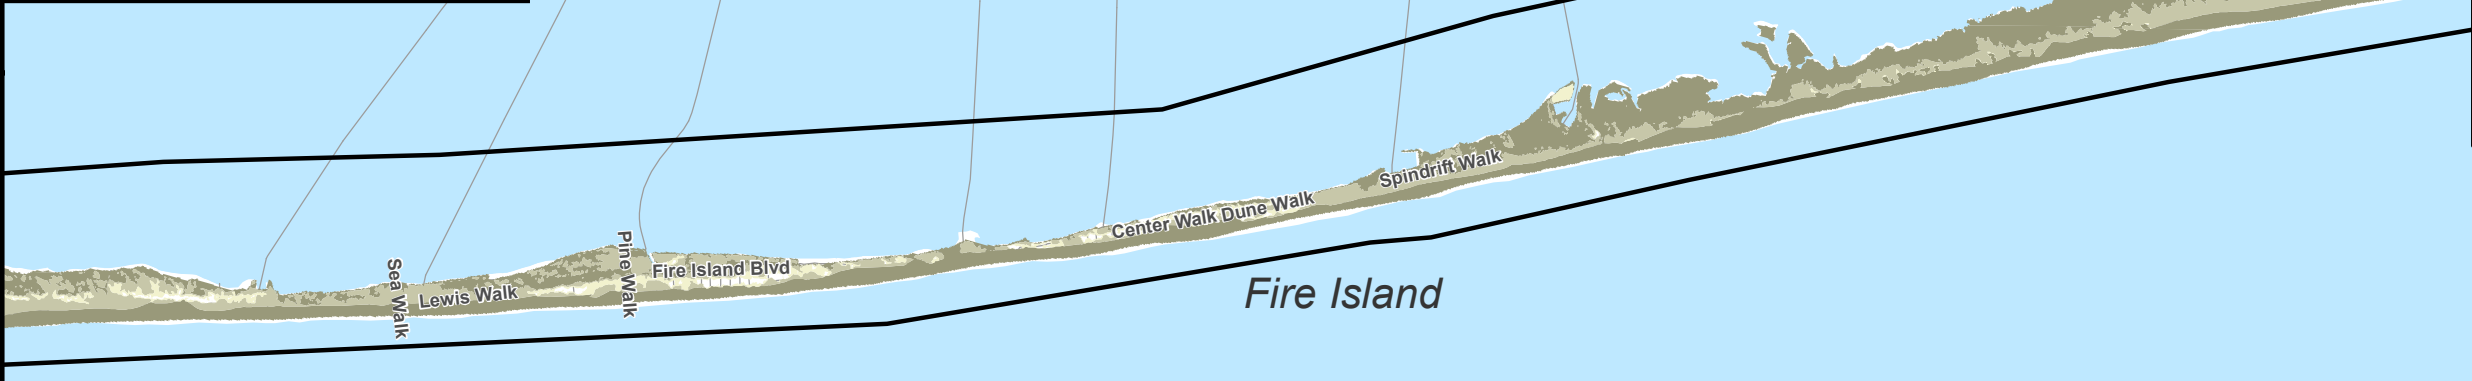 Sea Walk
Lewis Walk
Pine Walk
Fire Island Blvd
Center Walk
Dune Walk
Spindrift Walk
Fire Island